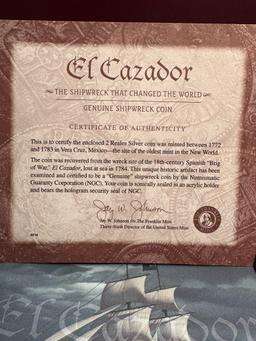 El Cazador
THE SHIPWRECK THAT CHANGED THE WORLD
GENUINE SHIPWRECK COIN
CERTIFICATE OF AUTHENTICITY
This is to certify the enclosed 2 Reales Silver coin was minted between 1772
and 1783 in Vera Cruz, Mexico—the site of the oldest mint in the New World.
The coin was recovered from the wreck site of the 18th-century Spanish "Brig
of War," El Cazador, lost at sea in 1784. This unique historic artifact has been
examined and certified to be a "Genuine" shipwreck coin by the Numismatic
Guaranty Corporation (NGC). Your coin is sonically sealed in an acrylic holder
and bears the hologram security seal of NGC.
Jay W. Johnson
Jay W. Johnson for The Franklin Mint
Thirty-Sixth Director of the United States Mint
El Cazador